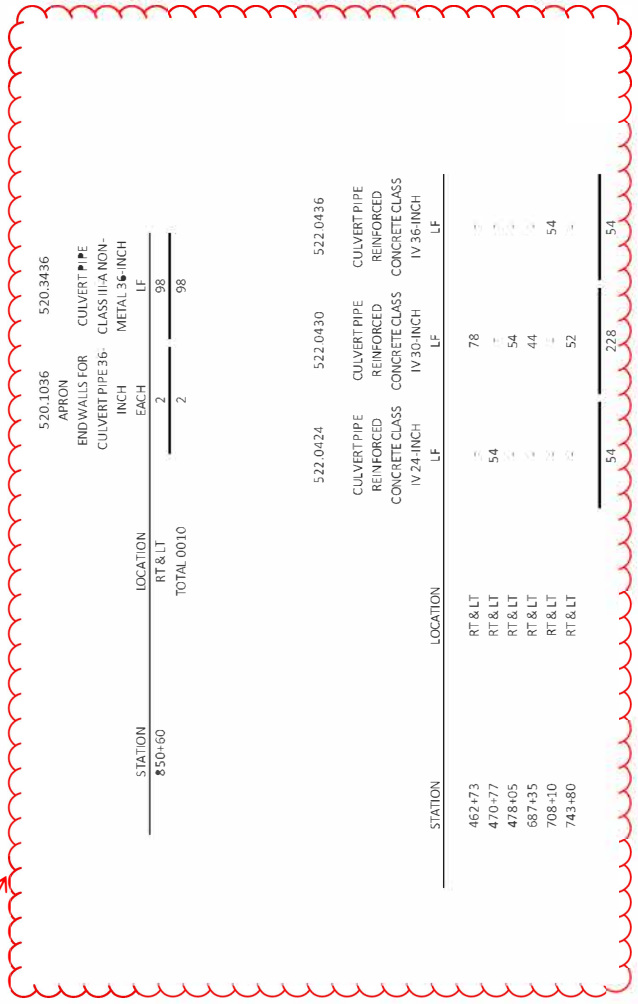 520.1036 520.3436
APRON
ENDWALLS FOR CULVERT PIPE
CULVERT PIPE 36- CLASS III-A NON-
INCH METAL 36-INCH
STATION LOCATION EACH LF
850+60 RT & LT 2 98
TOTAL 0010 2 98
522.0424 522.0430 522.0436
CULVERT PIPE CULVERT PIPE CULVERT PIPE
REINFORCED REINFORCED REINFORCED
CONCRETE CLASS CONCRETE CLASS CONCRETE CLASS
IV 24-INCH IV 30-INCH IV 36-INCH
STATION LOCATION LF LF LF
462+73 RT & LT - 78 -
470+77 RT & LT 54 - -
478+05 RT & LT - 54 -
687+35 RT & LT - 44 -
708+10 RT & LT - - 54
743+80 RT & LT - 52 -
54 228 54